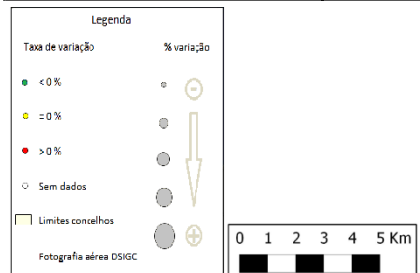 Legenda
Taxa de variação % variação
< 0 %
= 0 %
> 0 %
Sem dados
Limites concelhos
Fotografia aérea DSIGC
0 1 2 3 4 5 Km